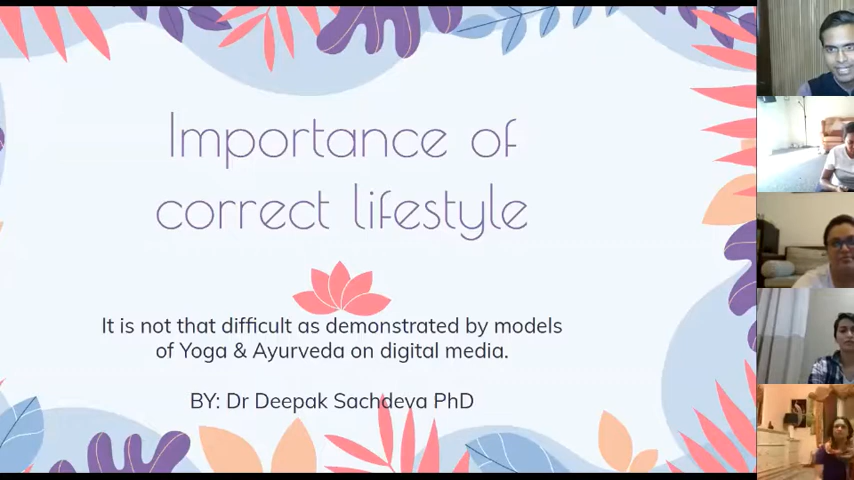 Importance of
correct lifestyle
It is not that difficult as demonstrated by models
of Yoga & Ayurveda on digital media.
BY: Dr Deepak Sachdeva PhD